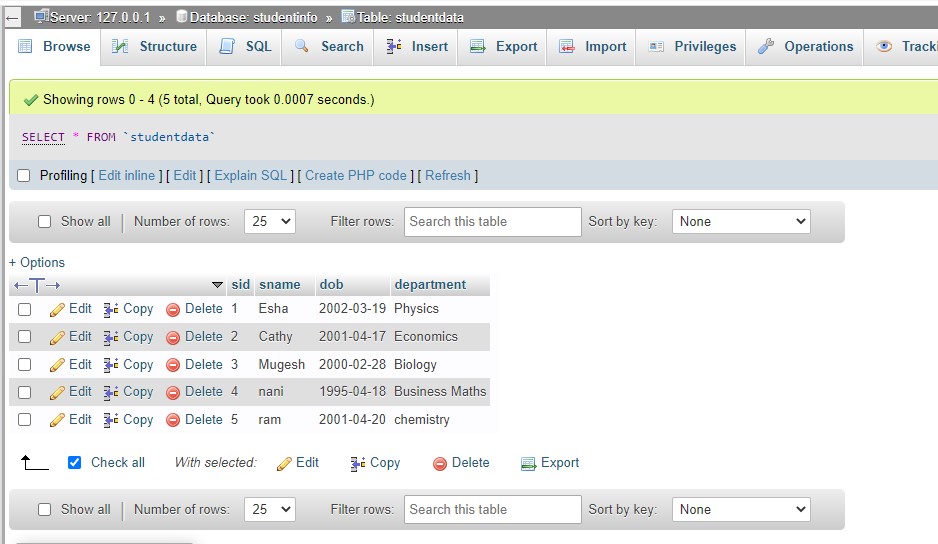 Server: 127.0.0.1 » Database: studentinfo » Table: studentdata
Browse Structure SQL Search Insert Export Import Privileges Operations Tracki
Showing rows 0 - 4 (5 total, Query took 0.0007 seconds.)
SELECT * FROM `studentdata`
Profiling [ Edit inline ] [ Edit ] [ Explain SQL ] [ Create PHP code ] [ Refresh ]
Show all | Number of rows: 25 Filter rows: Search this table Sort by key: None
+ Options
←T→ sid sname dob department
Edit Copy Delete 1 Esha 2002-03-19 Physics
Edit Copy Delete 2 Cathy 2001-04-17 Economics
Edit Copy Delete 3 Mugesh 2000-02-28 Biology
Edit Copy Delete 4 nani 1995-04-18 Business Maths
Edit Copy Delete 5 ram 2001-04-20 chemistry
Check all With selected: Edit Copy Delete Export
Show all | Number of rows: 25 Filter rows: Search this table Sort by key: None